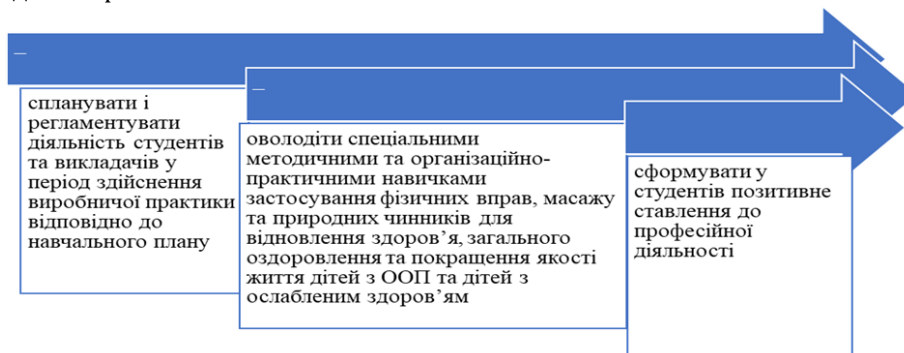 –
–
спланувати і
регламентувати
діяльність студентів
та викладачів у
період здійснення
виробничої практики
відповідно до
навчального плану
оволодіти спеціальними
методичними та організаційно-
практичними навичками
застосування фізичних вправ, масажу
та природних чинників для
відновлення здоров’я, загального
оздоровлення та покращення якості
життя дітей з ООП та дітей з
ослабленим здоров’ям
сформувати у
студентів позитивне
ставлення до
професійної
діяльності